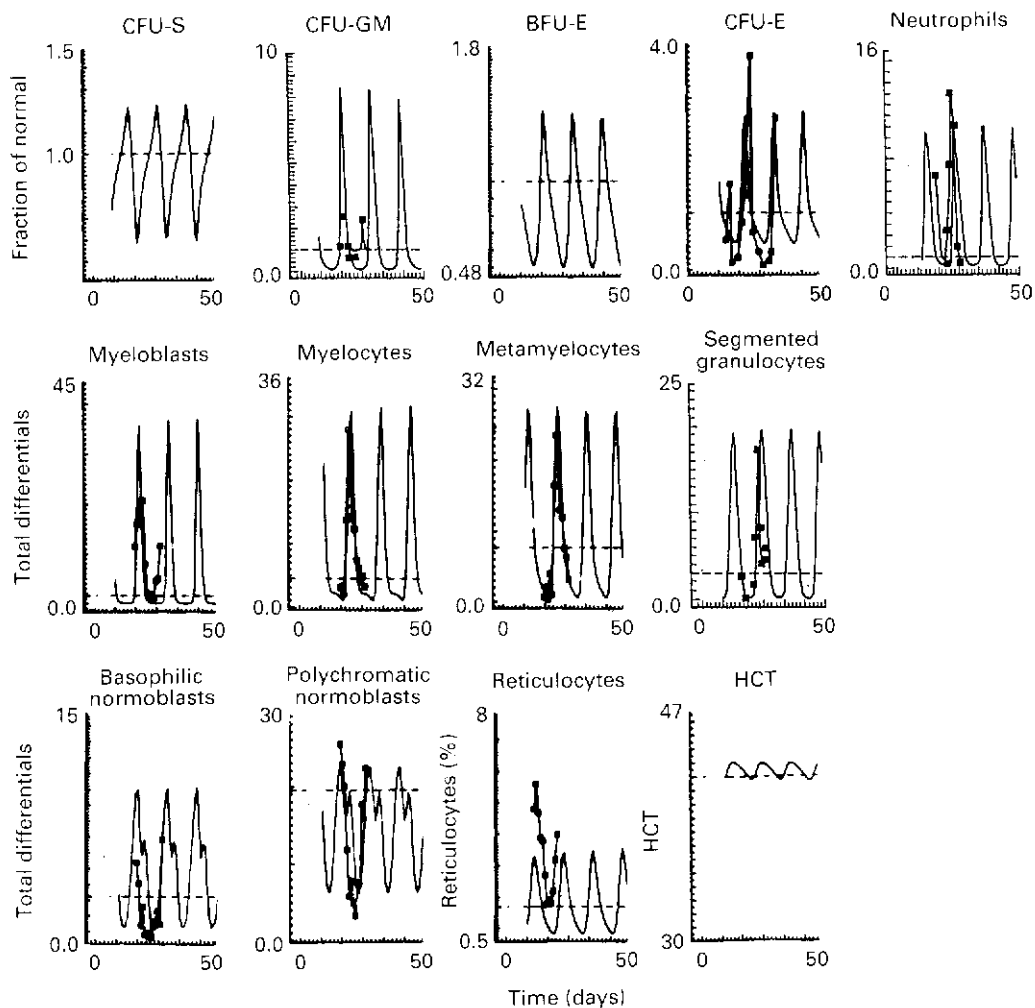 CFU-S
CFU-GM
BFU-E
CFU-E
Neutrophils
Fraction of normal
1.5
1.0
0
50
10
0.0
0
50
1.8
0.48
0
50
4.0
0.0
0
50
16
0.0
0
50
Myeloblasts
Myelocytes
Metamyelocytes
Segmented
granulocytes
Total differentials
45
0.0
0
50
36
0.0
0
50
32
0.0
0
50
25
0.0
0
50
Basophilic
normoblasts
Polychromatic
normoblasts
Reticulocytes
HCT
Total differentials
15
0.0
0
50
30
0.0
0
50
Reticulocytes (%)
8
0.5
0
50
HCT
47
30
0
50
Time (days)